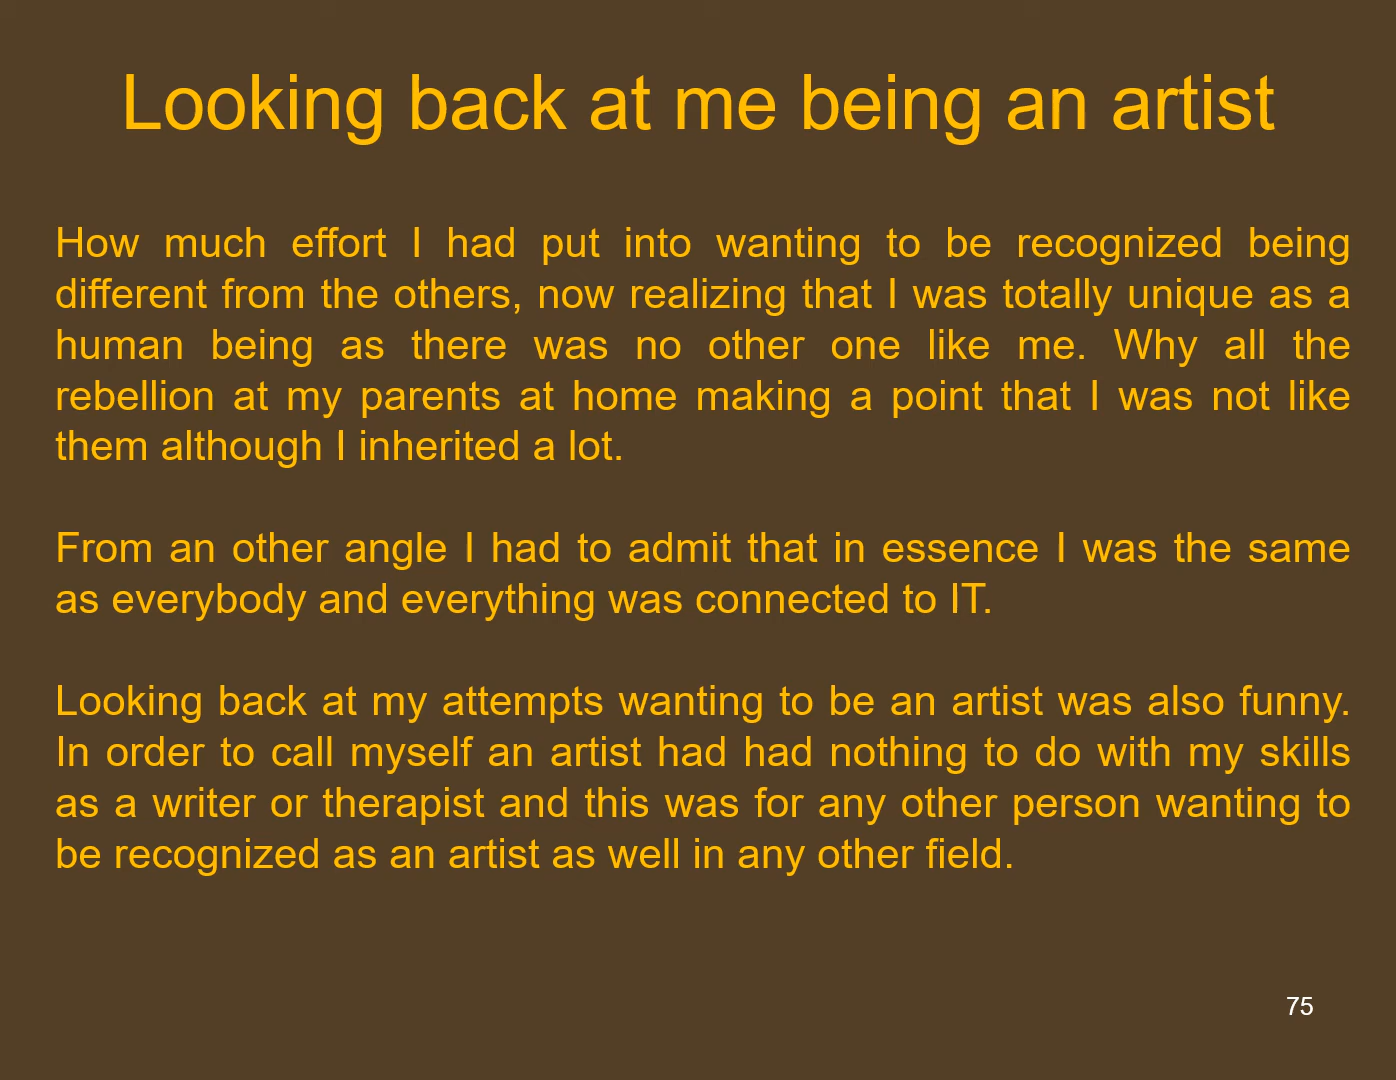 Looking back at me being an artist
How much effort I had put into wanting to be recognized being
different from the others, now realizing that I was totally unique as a
human being as there was no other one like me. Why all the
rebellion at my parents at home making a point that I was not like
them although I inherited a lot.
From an other angle I had to admit that in essence I was the same
as everybody and everything was connected to IT.
Looking back at my attempts wanting to be an artist was also funny.
In order to call myself an artist had had nothing to do with my skills
as a writer or therapist and this was for any other person wanting to
be recognized as an artist as well in any other field.
75